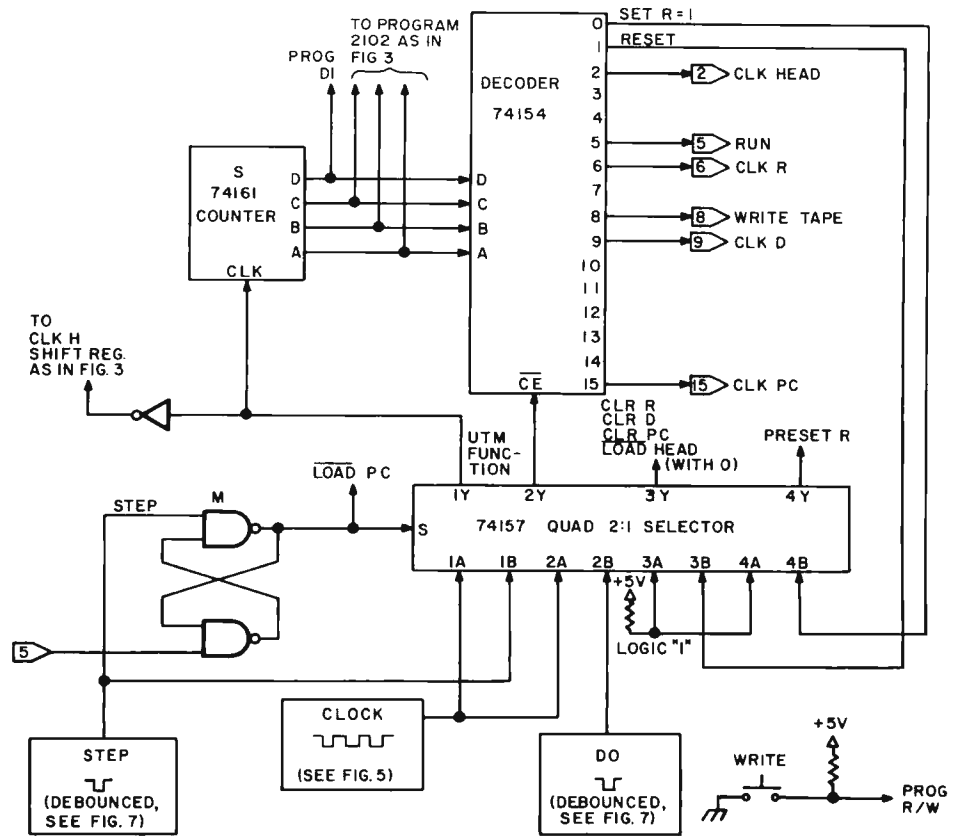 TO PROGRAM
2102 AS IN
FIG 3
PROG
DI
DECODER
74154
0
SET R=1
1
RESET
2
2 CLK HEAD
3
4
5
5 RUN
6
6 CLK R
7
8
8 WRITE TAPE
9
9 CLK D
10
11
12
13
14
15
15 CLK PC
CE
S
74161
COUNTER
D
C
B
A
CLK
D
C
B
A
TO
CLK H
SHIFT REG.
AS IN FIG. 3
UTM
FUNC-
TION
CLR R
CLR D
CLR PC
LOAD HEAD
(WITH 0)
PRESET R
LOAD PC
STEP
M
1Y
2Y
3Y
4Y
S
74157 QUAD 2:1 SELECTOR
1A
1B
2A
2B
3A
3B
4A
4B
+5V
LOGIC "1"
5
STEP
(DEBOUNCED,
SEE FIG. 7)
CLOCK
(SEE FIG. 5)
DO
(DEBOUNCED,
SEE FIG. 7)
WRITE
+5V
PROG
R/W